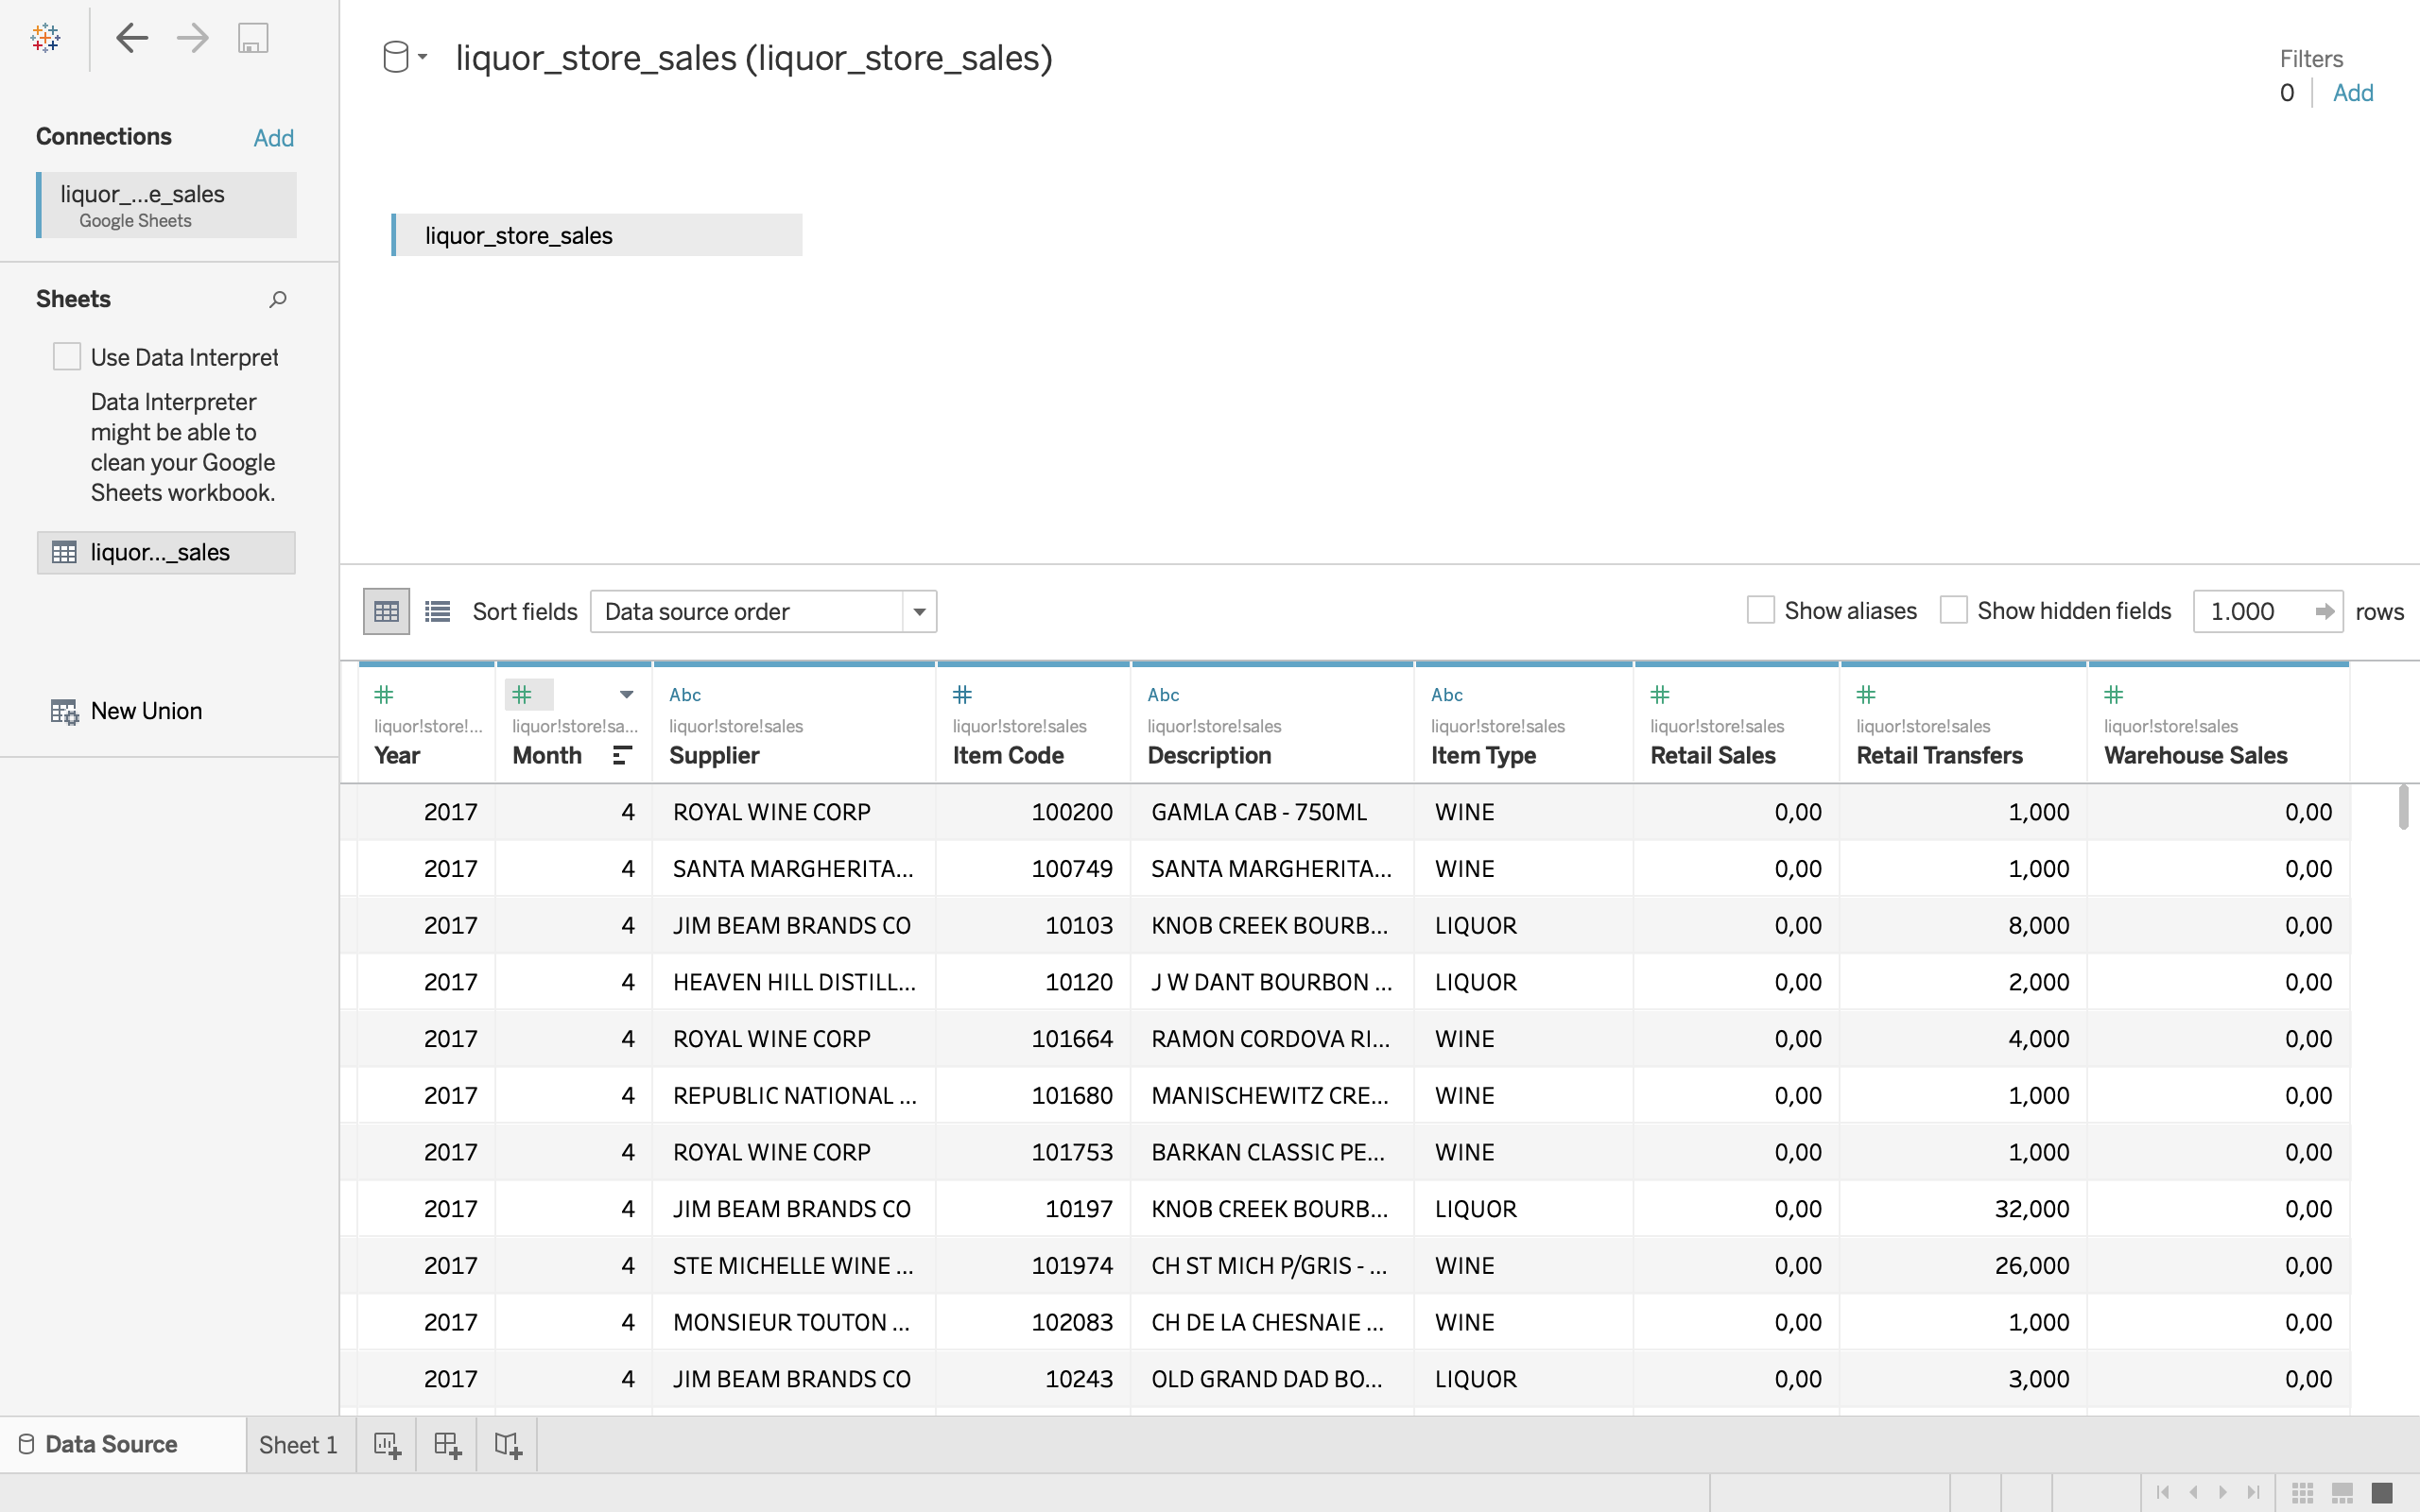 liquor_store_sales (liquor_store_sales)
Filters
0 Add
Connections Add
liquor_...e_sales
Google Sheets
liquor_store_sales
Sheets
Use Data Interpret
Data Interpreter
might be able to
clean your Google
Sheets workbook.
liquor..._sales
New Union
Sort fields Data source order Show aliases Show hidden fields 1.000 rows
# # Abc # Abc Abc # # #
liquor!store!... liquor!store!sa... liquor!store!sales liquor!store!sales liquor!store!sales liquor!store!sales liquor!store!sales liquor!store!sales liquor!store!sales
Year Month Supplier Item Code Description Item Type Retail Sales Retail Transfers Warehouse Sales
2017 4 ROYAL WINE CORP 100200 GAMLA CAB - 750ML WINE 0,00 1,000 0,00
2017 4 SANTA MARGHERITA... 100749 SANTA MARGHERITA... WINE 0,00 1,000 0,00
2017 4 JIM BEAM BRANDS CO 10103 KNOB CREEK BOURB... LIQUOR 0,00 8,000 0,00
2017 4 HEAVEN HILL DISTILL... 10120 J W DANT BOURBON ... LIQUOR 0,00 2,000 0,00
2017 4 ROYAL WINE CORP 101664 RAMON CORDOVA RI... WINE 0,00 4,000 0,00
2017 4 REPUBLIC NATIONAL ... 101680 MANISCHEWITZ CRE... WINE 0,00 1,000 0,00
2017 4 ROYAL WINE CORP 101753 BARKAN CLASSIC PE... WINE 0,00 1,000 0,00
2017 4 JIM BEAM BRANDS CO 10197 KNOB CREEK BOURB... LIQUOR 0,00 32,000 0,00
2017 4 STE MICHELLE WINE ... 101974 CH ST MICH P/GRIS - ... WINE 0,00 26,000 0,00
2017 4 MONSIEUR TOUTON ... 102083 CH DE LA CHESNAIE ... WINE 0,00 1,000 0,00
2017 4 JIM BEAM BRANDS CO 10243 OLD GRAND DAD BO... LIQUOR 0,00 3,000 0,00
Data Source Sheet 1